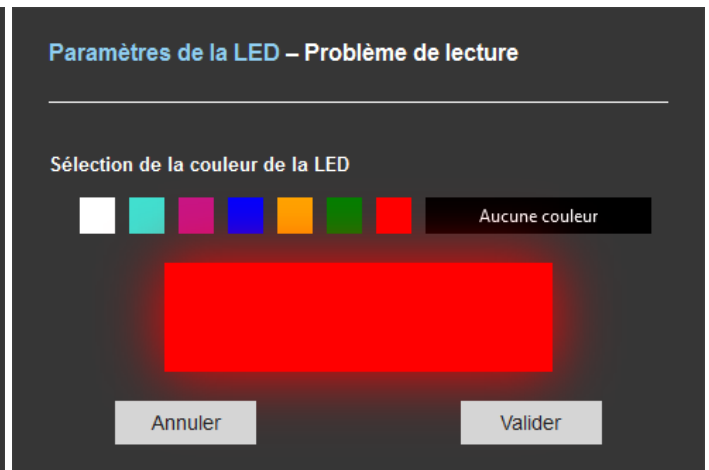 Paramètres de la LED – Problème de lecture
Sélection de la couleur de la LED
Aucune couleur
Annuler
Valider